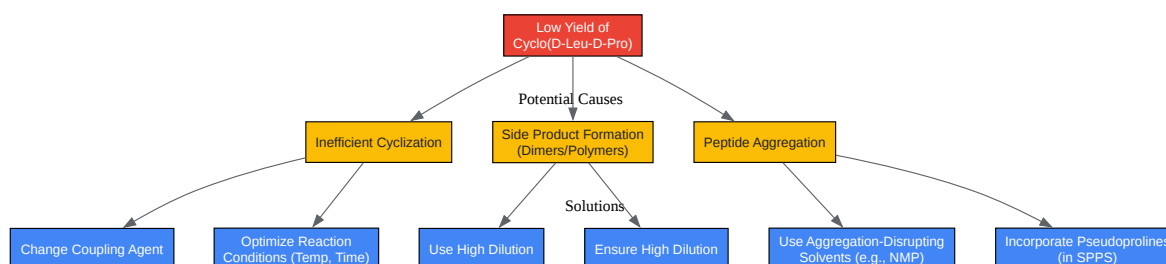 Low Yield of
Cyclo(D-Leu-D-Pro)
Potential Causes
Inefficient Cyclization
Side Product Formation
(Dimers/Polymers)
Peptide Aggregation
Solutions
Change Coupling Agent
Optimize Reaction
Conditions (Temp, Time)
Use High Dilution
Ensure High Dilution
Use Aggregation-Disrupting
Solvents (e.g., NMP)
Incorporate Pseudoprolines
(in SPPS)